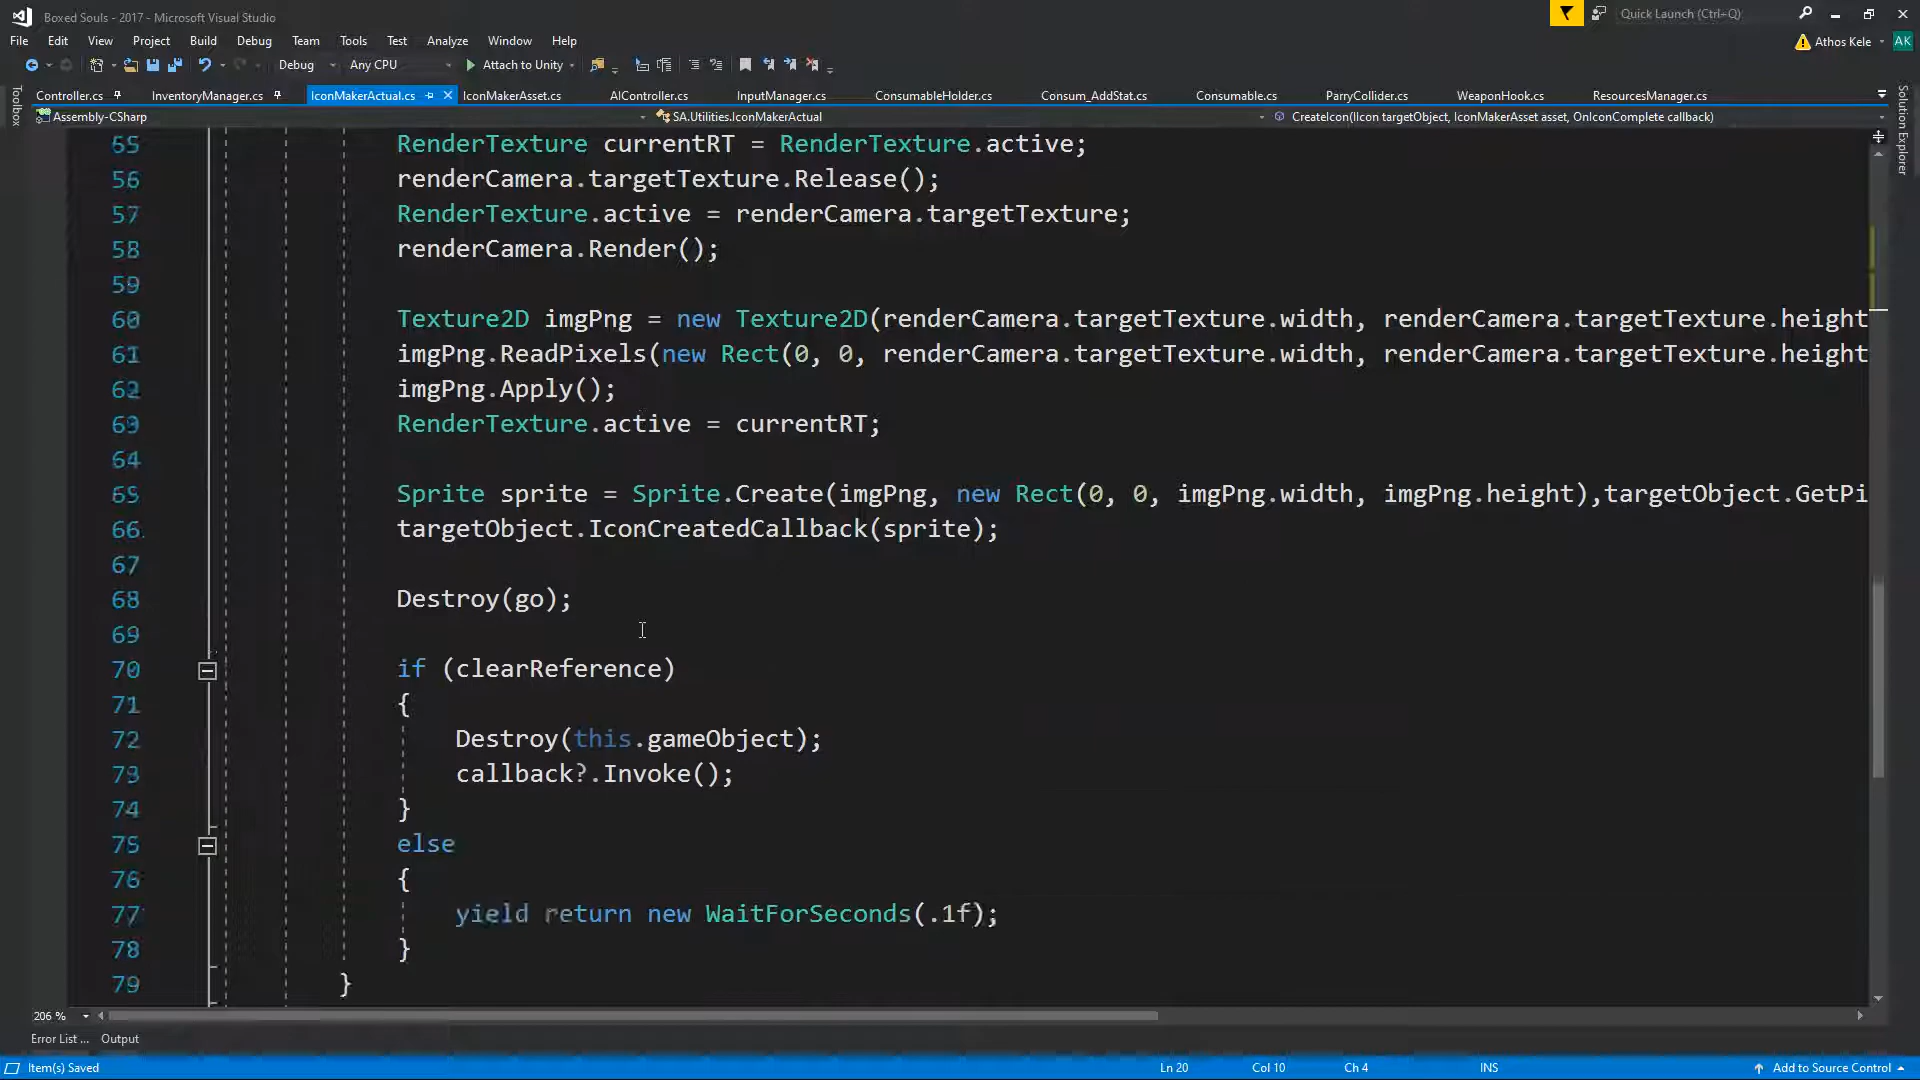 Boxed Souls - 2017 - Microsoft Visual Studio
Quick Launch (Ctrl+Q)
File Edit View Project Build Debug Team Tools Test Analyze Window Help
Athos Kele AK
Debug Any CPU Attach to Unity
Toolbox
Controller.cs InventoryManager.cs IconMakerActual.cs IconMakerAsset.cs AIController.cs InputManager.cs ConsumableHolder.cs Consum_AddStat.cs Consumable.cs ParryCollider.cs WeaponHook.cs ResourcesManager.cs
Solution Explorer
Assembly-CSharp SA.Utilities.IconMakerActual CreateIcon(IIcon targetObject, IconMakerAsset asset, OnIconComplete callback)
55 RenderTexture currentRT = RenderTexture.active;
56 renderCamera.targetTexture.Release();
57 RenderTexture.active = renderCamera.targetTexture;
58 renderCamera.Render();
59
60 Texture2D imgPng = new Texture2D(renderCamera.targetTexture.width, renderCamera.targetTexture.height
61 imgPng.ReadPixels(new Rect(0, 0, renderCamera.targetTexture.width, renderCamera.targetTexture.height
62 imgPng.Apply();
63 RenderTexture.active = currentRT;
64
65 Sprite sprite = Sprite.Create(imgPng, new Rect(0, 0, imgPng.width, imgPng.height),targetObject.GetPi
66 targetObject.IconCreatedCallback(sprite);
67
68 Destroy(go);
69
70 if (clearReference)
71 {
72 Destroy(this.gameObject);
73 callback?.Invoke();
74 }
75 else
76 {
77 yield return new WaitForSeconds(.1f);
78 }
79 }
206 %
Error List ... Output
Item(s) Saved Ln 20 Col 10 Ch 4 INS Add to Source Control